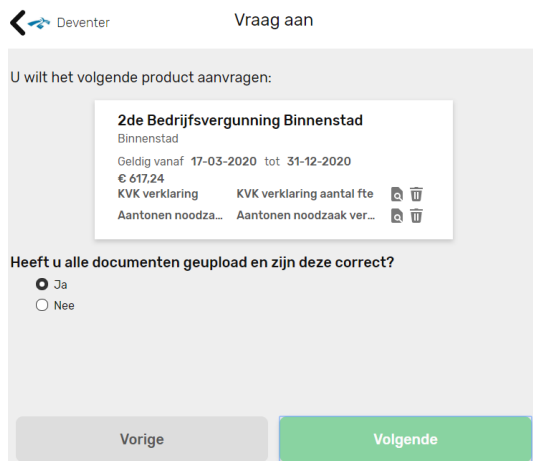 Deventer
Vraag aan
U wilt het volgende product aanvragen:
2de Bedrijfsvergunning Binnenstad
Binnenstad
Geldig vanaf 17-03-2020 tot 31-12-2020
€ 617,24
KVK verklaring KVK verklaring aantal fte
Aantonen noodza... Aantonen noodzaak ver...
Heeft u alle documenten geupload en zijn deze correct?
Ja
Nee
Vorige
Volgende